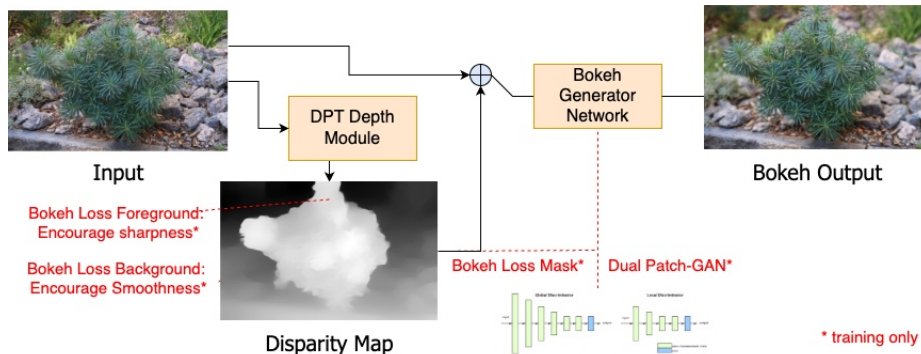 DPT Depth
Module
Bokeh
Generator
Network
Input
Bokeh Output
Bokeh Loss Foreground:
Encourage sharpness*
Bokeh Loss Background:
Encourage Smoothness*
Bokeh Loss Mask*
Dual Patch-GAN*
Disparity Map
* training only